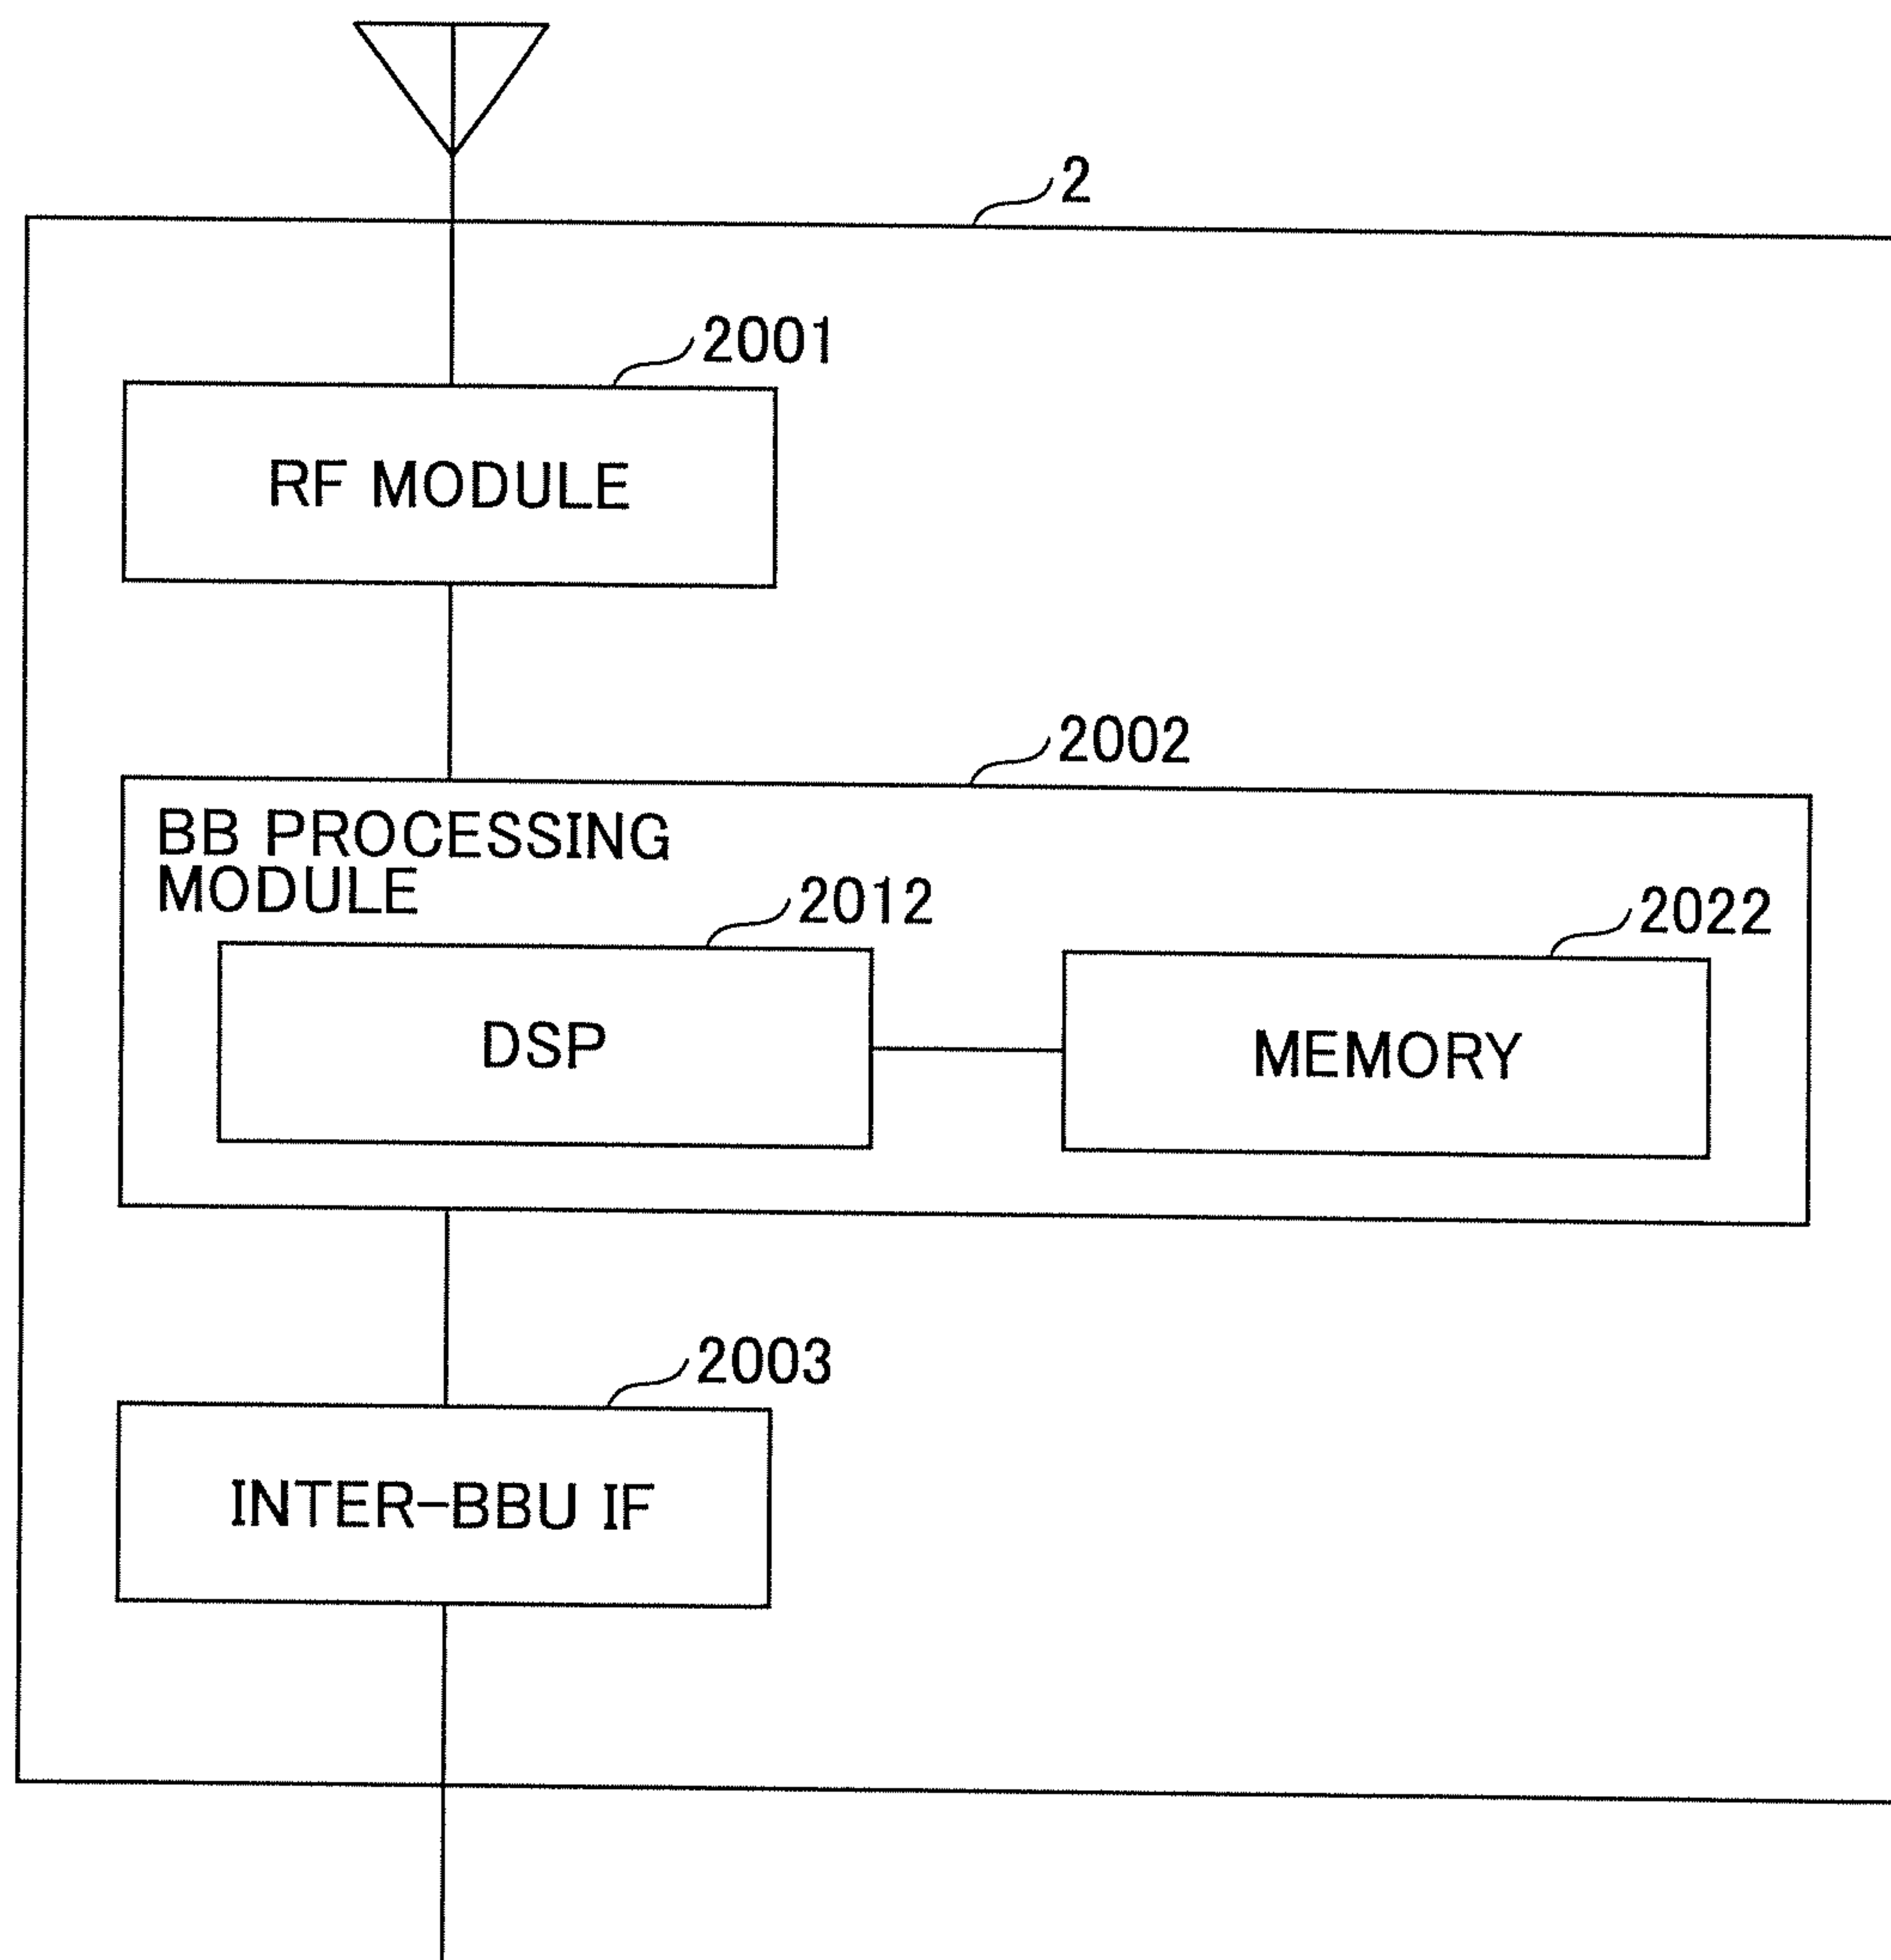 2
2001
RF MODULE
2002
BB PROCESSING
MODULE
2012
2022
DSP
MEMORY
2003
INTER-BBU IF